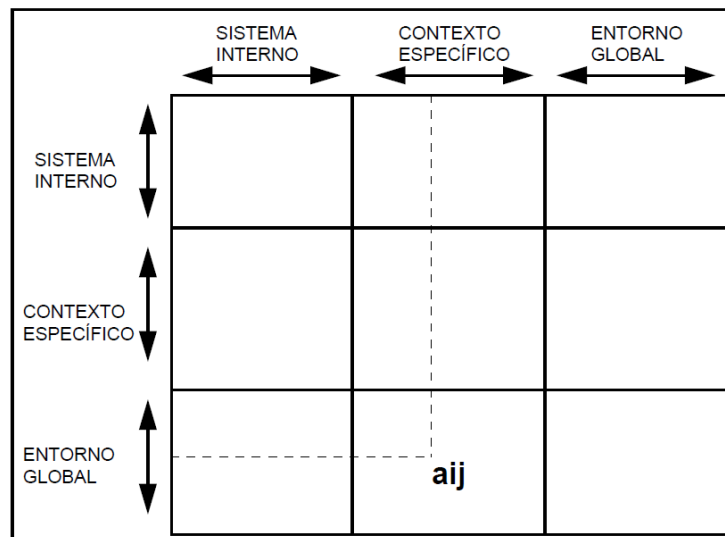 SISTEMA
INTERNO
CONTEXTO
ESPECÍFICO
ENTORNO
GLOBAL
SISTEMA
INTERNO
CONTEXTO
ESPECÍFICO
ENTORNO
GLOBAL
aij